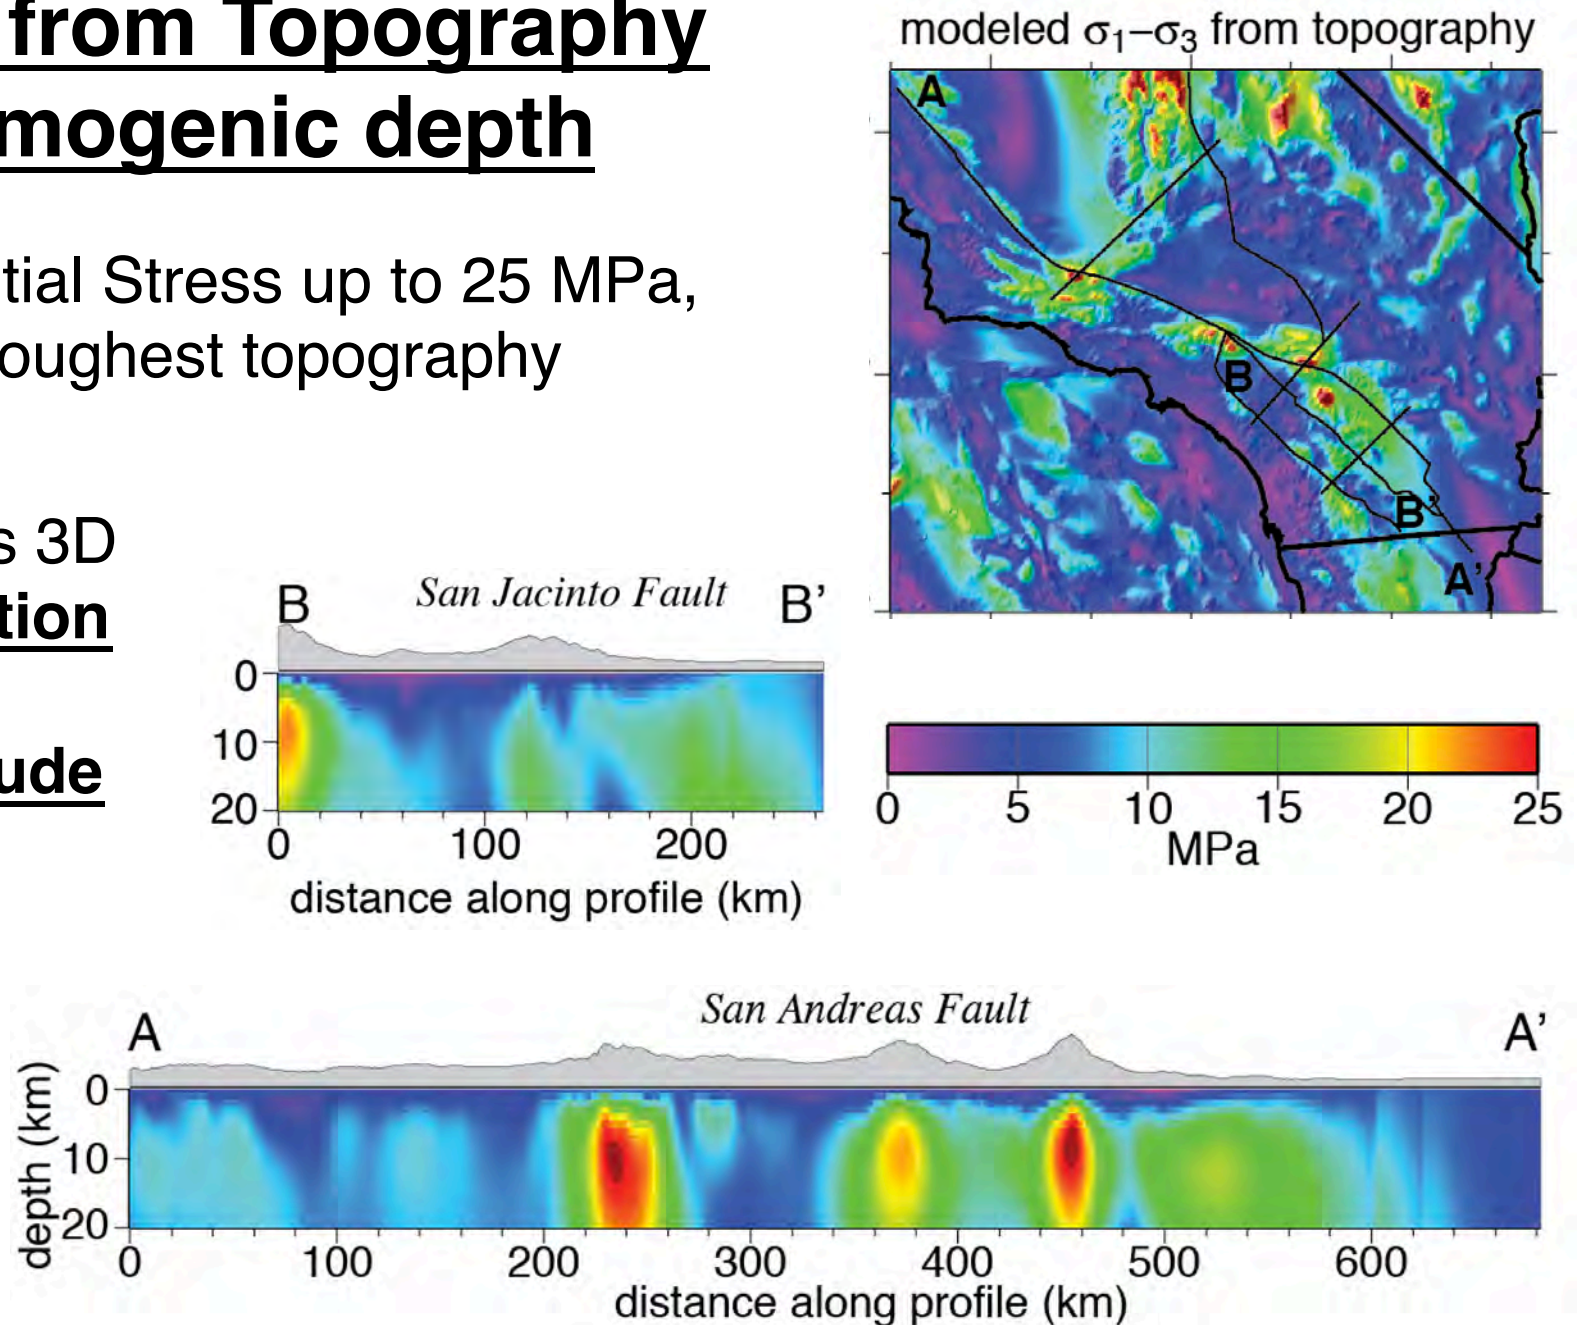 from Topography
mogenic depth
tial Stress up to 25 MPa,
oughest topography
s 3D
tion
ude
modeled σ1–σ3 from topography
A
B
B'
A'
0 5 10 15 20 25
MPa
B San Jacinto Fault B’
0
10
20
0 100 200
distance along profile (km)
A San Andreas Fault A’
depth (km)
0
10
20
0 100 200 300 400 500 600
distance along profile (km)